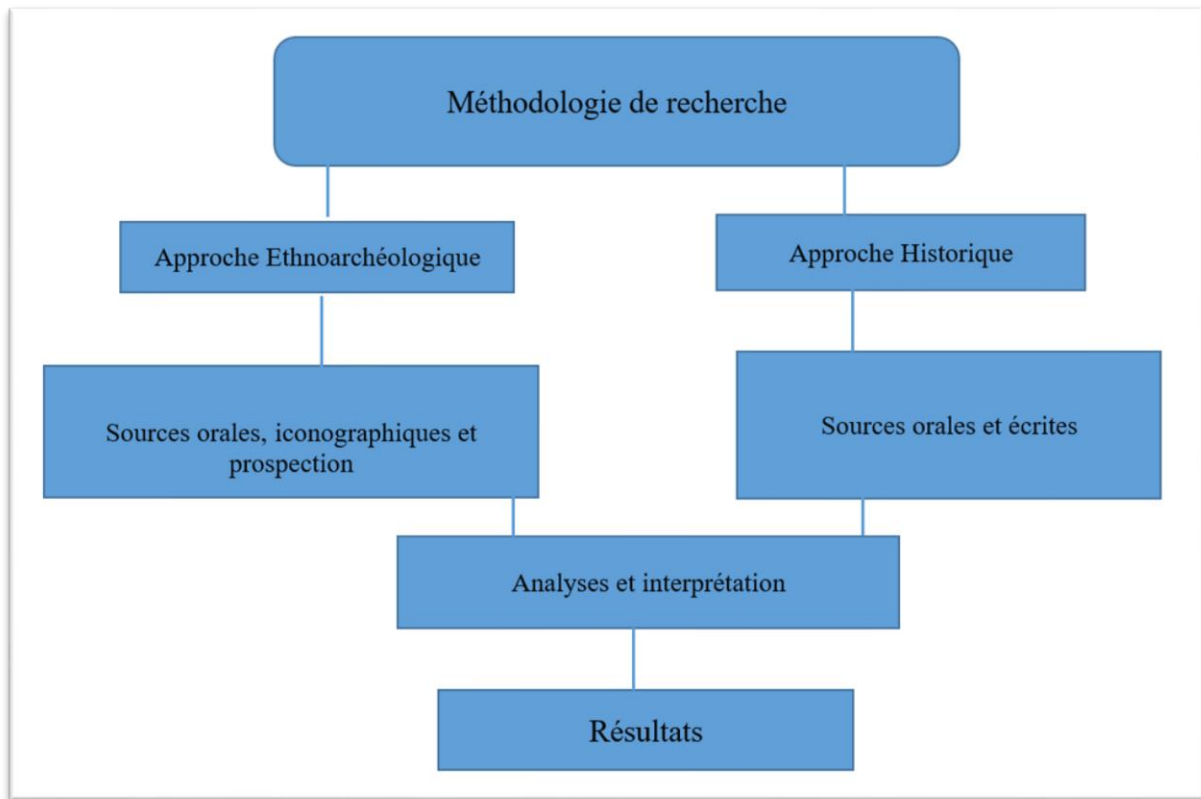 Méthodologie de recherche
Approche Ethnoarchéologique
Approche Historique
Sources orales, iconographiques et
prospection
Sources orales et écrites
Analyses et interprétation
Résultats